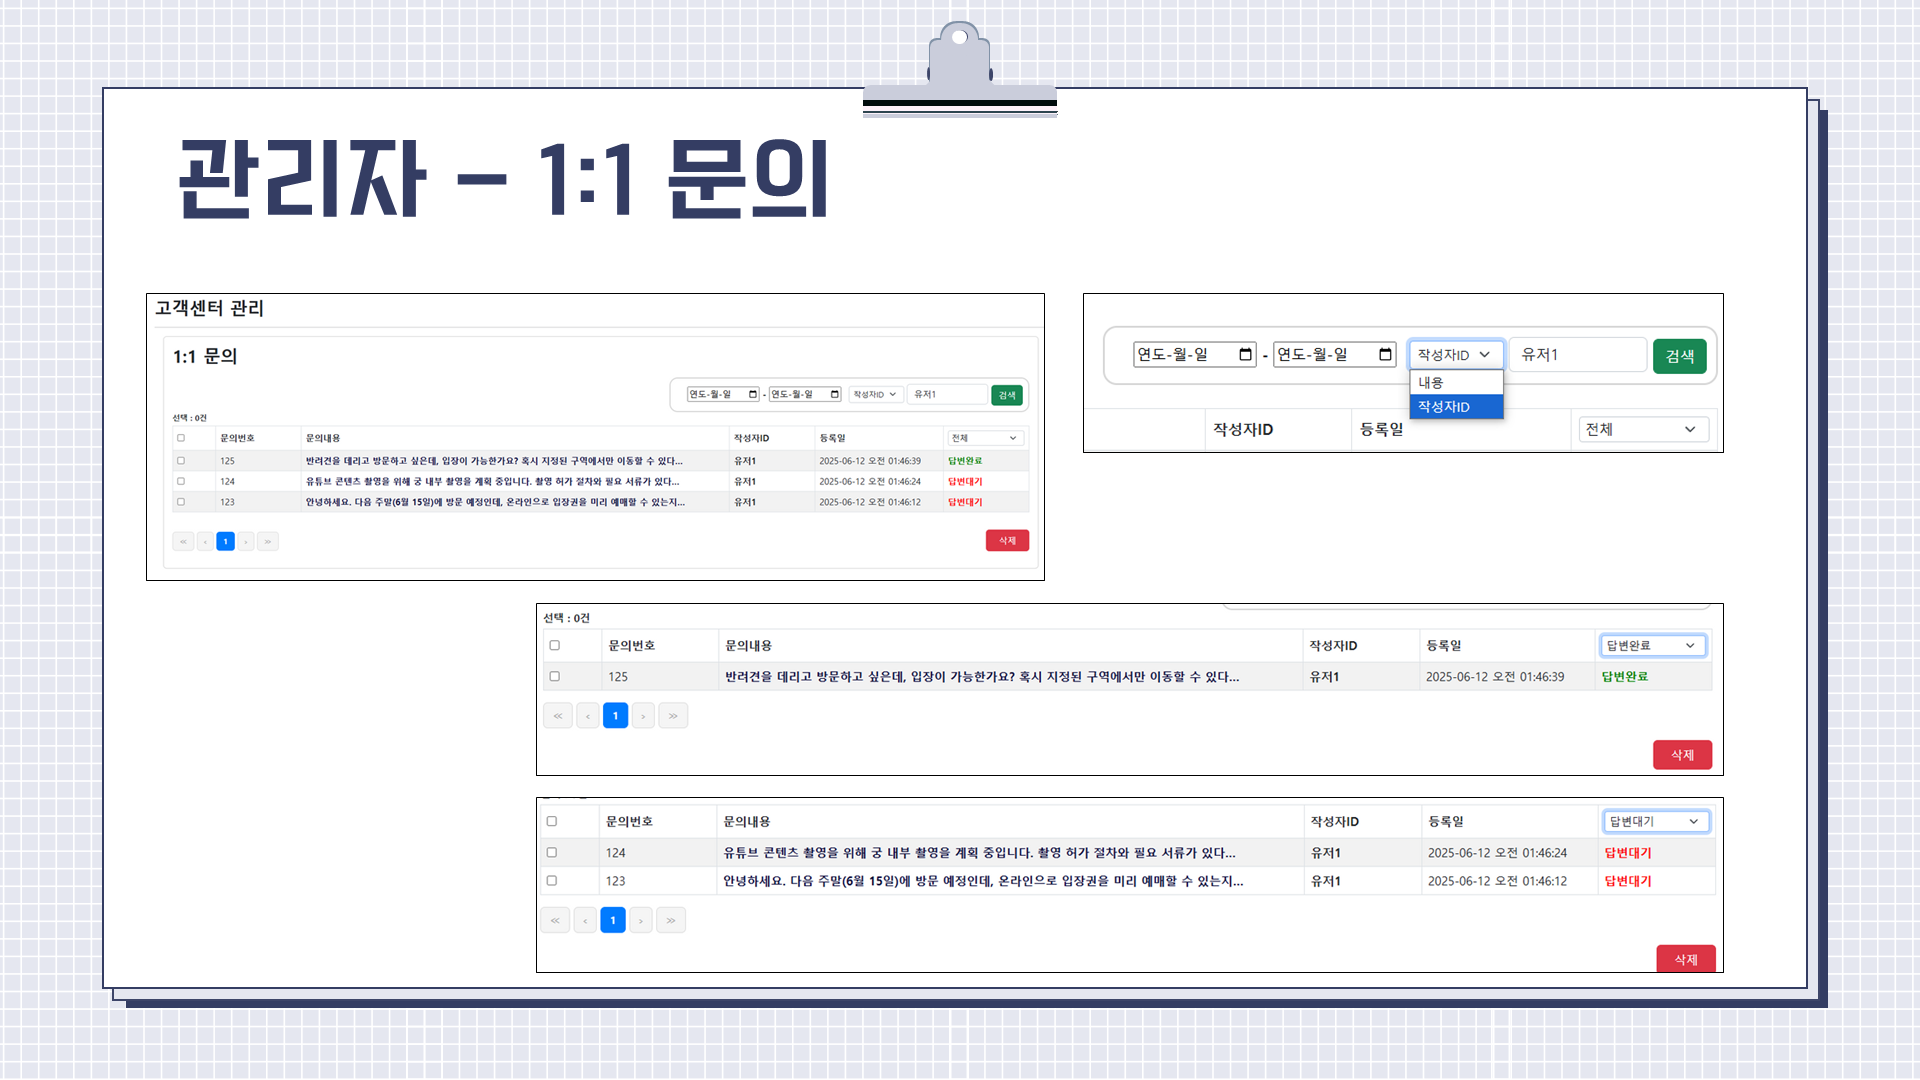 관리자 - 1:1 문의
고객센터 관리
1:1 문의
연도-월-일 - 연도-월-일 작성자ID 유저1 검색
선택 : 0건
문의번호 문의내용 작성자ID 등록일 전체
125 반려견을 데리고 방문하고 싶은데, 입장이 가능한가요? 혹시 지정된 구역에서만 이동할 수 있다... 유저1 2025-06-12 오전 01:46:39 답변완료
124 유튜브 콘텐츠 촬영을 위해 궁 내부 촬영을 계획 중입니다. 촬영 허가 절차와 필요 서류가 있다... 유저1 2025-06-12 오전 01:46:24 답변대기
123 안녕하세요. 다음 주말(6월 15일)에 방문 예정인데, 온라인으로 입장권을 미리 예매할 수 있는지... 유저1 2025-06-12 오전 01:46:12 답변대기
« ‹ 1 › » 삭제
연도-월-일 - 연도-월-일 작성자ID 유저1 검색
내용
작성자ID
작성자ID 등록일 전체
선택 : 0건
문의번호 문의내용 작성자ID 등록일 답변완료
125 반려견을 데리고 방문하고 싶은데, 입장이 가능한가요? 혹시 지정된 구역에서만 이동할 수 있다... 유저1 2025-06-12 오전 01:46:39 답변완료
« ‹ 1 › »
삭제
문의번호 문의내용 작성자ID 등록일 답변대기
124 유튜브 콘텐츠 촬영을 위해 궁 내부 촬영을 계획 중입니다. 촬영 허가 절차와 필요 서류가 있다... 유저1 2025-06-12 오전 01:46:24 답변대기
123 안녕하세요. 다음 주말(6월 15일)에 방문 예정인데, 온라인으로 입장권을 미리 예매할 수 있는지... 유저1 2025-06-12 오전 01:46:12 답변대기
« ‹ 1 › »
삭제